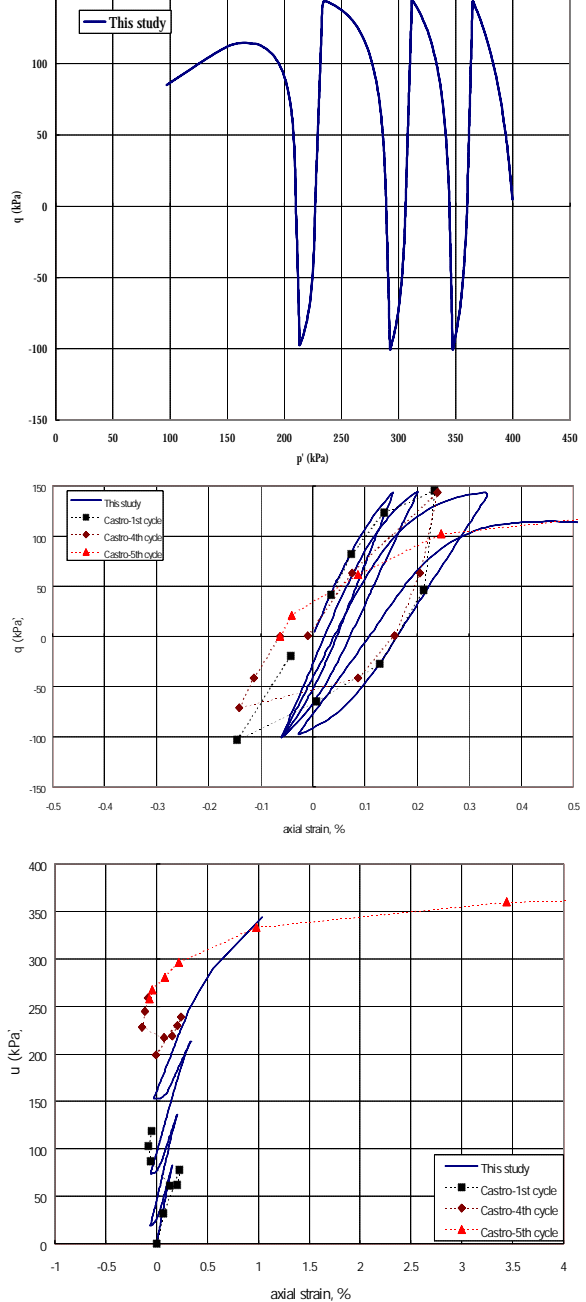 This study
100
50
0
-50
-100
-150
q (kPa)
0 50 100 150 200 250 300 350 400 450
p' (kPa)
This study
Castro-1st cycle
Castro-4th cycle
Castro-5th cycle
150
100
50
0
-50
-100
-150
q (kPa)
-0.5 -0.4 -0.3 -0.2 -0.1 0 0.1 0.2 0.3 0.4 0.5
axial strain, %
400
350
300
250
200
150
100
50
0
u (kPa)
This study
Castro-1st cycle
Castro-4th cycle
Castro-5th cycle
-1 -0.5 0 0.5 1 1.5 2 2.5 3 3.5 4
axial strain, %